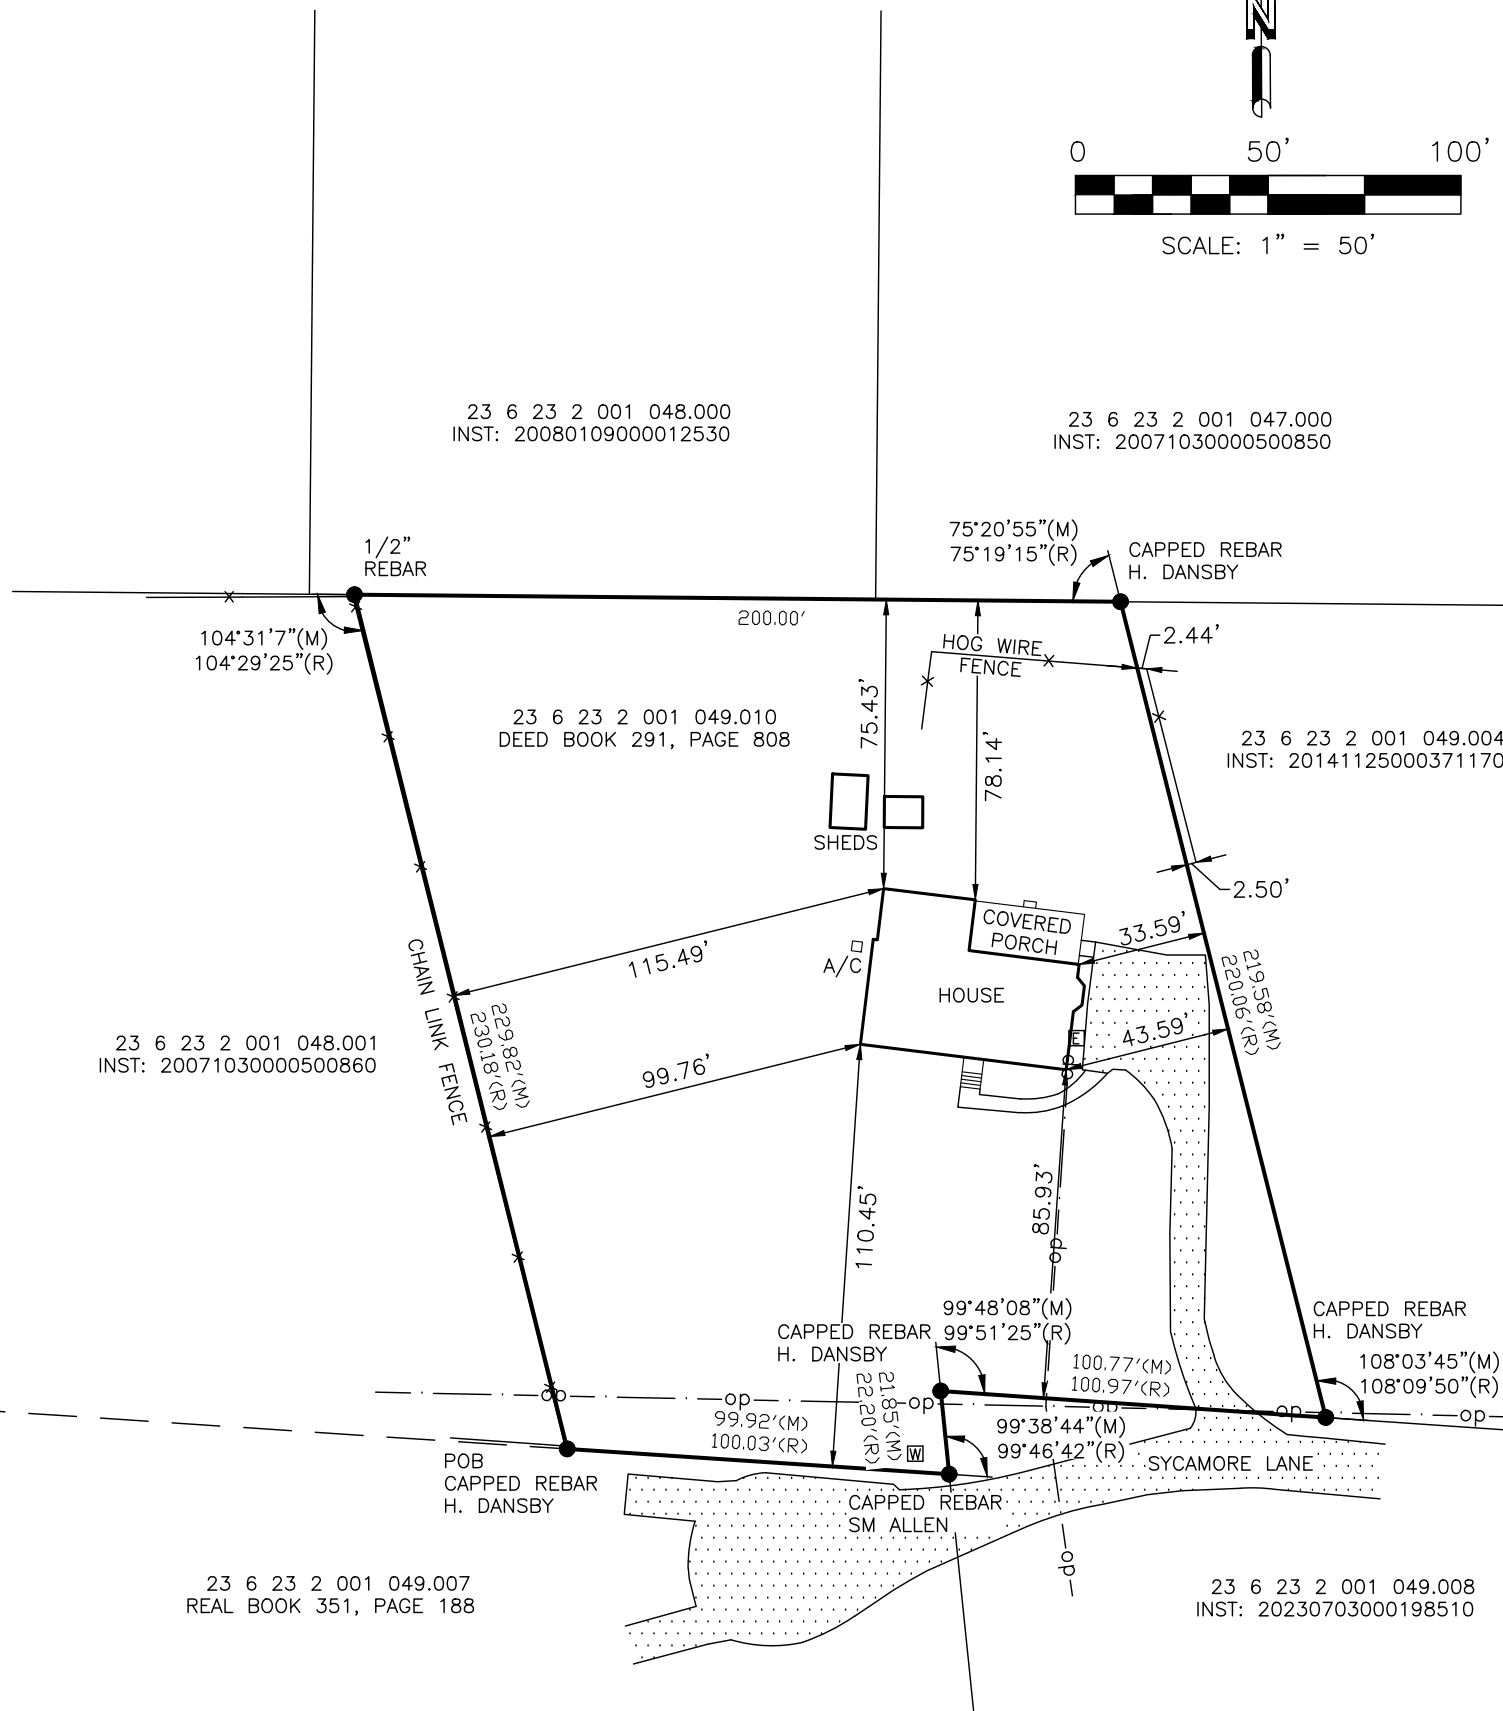 N
0 50' 100'
SCALE: 1" = 50'
23 6 23 2 001 048.000
INST: 20080109000012530
23 6 23 2 001 047.000
INST: 20071030000500850
75°20'55"(M)
75°19'15"(R)
CAPPED REBAR
H. DANSBY
1/2"
REBAR
200.00'
104°31'7"(M)
104°29'25"(R)
2.44'
HOG WIRE
FENCE
75.43'
78.14'
23 6 23 2 001 049.010
DEED BOOK 291, PAGE 808
23 6 23 2 001 049.004
INST: 20141125000371170
SHEDS
2.50'
COVERED
PORCH
33.59'
115.49'
A/C
HOUSE
CHAIN LINK FENCE
229.82'(M)
230.18'(R)
219.58'(M)
220.06'(R)
E
43.59'
23 6 23 2 001 048.001
INST: 20071030000500860
99.76'
op
110.45'
85.93'
op
99°48'08"(M)
99°51'25"(R)
CAPPED REBAR
H. DANSBY
CAPPED REBAR
H. DANSBY
108°03'45"(M)
108°09'50"(R)
100.77'(M)
100.97'(R)
21.85'(M)
22.20'(R)
op op op op op op
99.92'(M)
100.03'(R)
99°38'44"(M)
99°46'42"(R)
W
SYCAMORE LANE
POB
CAPPED REBAR
H. DANSBY
CAPPED REBAR
SM ALLEN
op
23 6 23 2 001 049.007
REAL BOOK 351, PAGE 188
23 6 23 2 001 049.008
INST: 20230703000198510